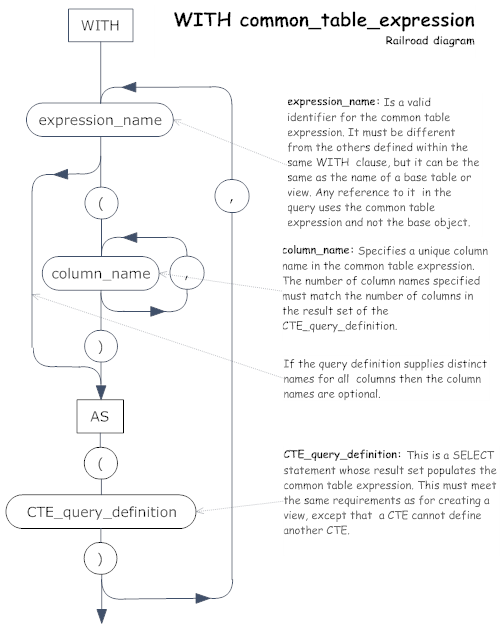 WITH common_table_expression
Railroad diagram
WITH
expression_name
(
column_name
,
)
AS
(
CTE_query_definition
)
,
expression_name: Is a valid
identifier for the common table
expression. It must be different
from the others defined within the
same WITH clause, but it can be the
same as the name of a base table or
view. Any reference to it in the
query uses the common table
expression and not the base object.
column_name: Specifies a unique column
name in the common table expression.
The number of column names specified
must match the number of columns in
the result set of the
CTE_query_definition.
If the query definition supplies distinct
names for all columns then the column
names are optional.
CTE_query_definition: This is a SELECT
statement whose result set populates the
common table expression. This must meet
the same requirements as for creating a
view, except that a CTE cannot define
another CTE.